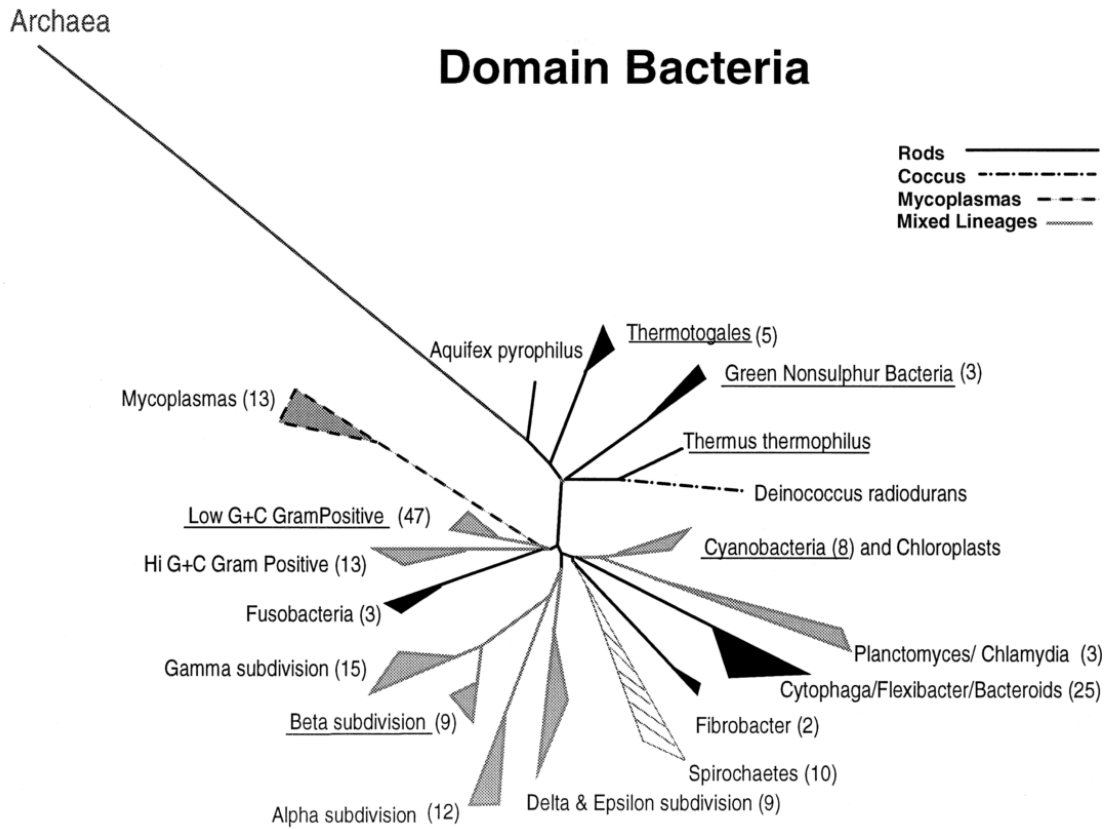 Archaea
Domain Bacteria
Rods
Coccus
Mycoplasmas
Mixed Lineages
Aquifex pyrophilus
Thermotogales (5)
Green Nonsulphur Bacteria (3)
Mycoplasmas (13)
Thermus thermophilus
Deinococcus radiodurans
Low G+C GramPositive (47)
Cyanobacteria (8) and Chloroplasts
Hi G+C Gram Positive (13)
Fusobacteria (3)
Planctomyces/ Chlamydia (3)
Gamma subdivision (15)
Cytophaga/Flexibacter/Bacteroids (25)
Beta subdivision (9)
Fibrobacter (2)
Spirochaetes (10)
Delta & Epsilon subdivision (9)
Alpha subdivision (12)